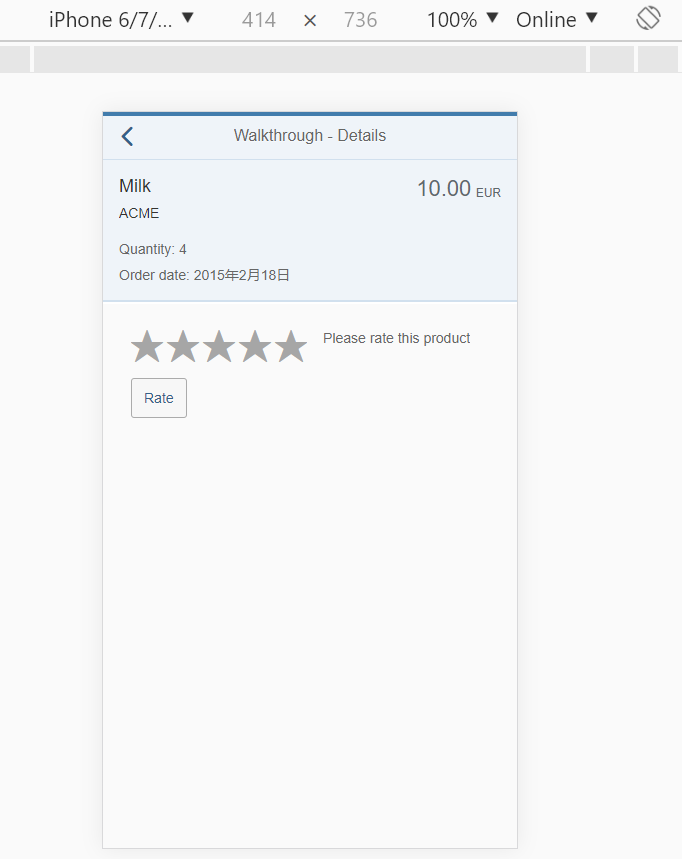 iPhone 6/7/... ▼ 414 × 736 100% ▼ Online ▼
Walkthrough - Details
Milk 10.00 EUR
ACME
Quantity: 4
Order date: 2015年2月18日
Please rate this product
Rate